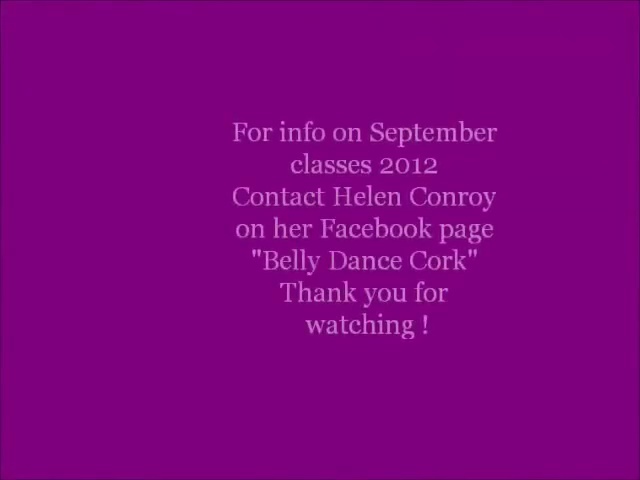 For info on September
classes 2012
Contact Helen Conroy
on her Facebook page
"Belly Dance Cork"
Thank you for
watching !